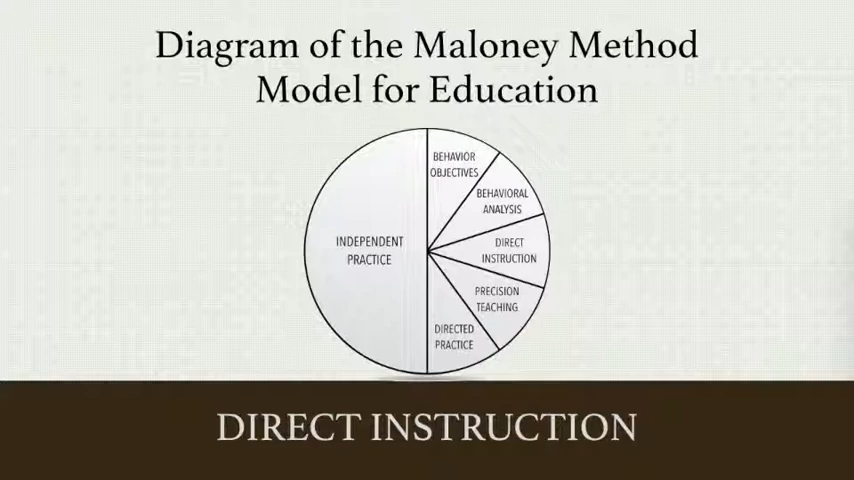 Diagram of the Maloney Method
Model for Education
BEHAVIOR
OBJECTIVES
BEHAVIORAL
ANALYSIS
INDEPENDENT
PRACTICE
DIRECT
INSTRUCTION
PRECISION
TEACHING
DIRECTED
PRACTICE
DIRECT INSTRUCTION